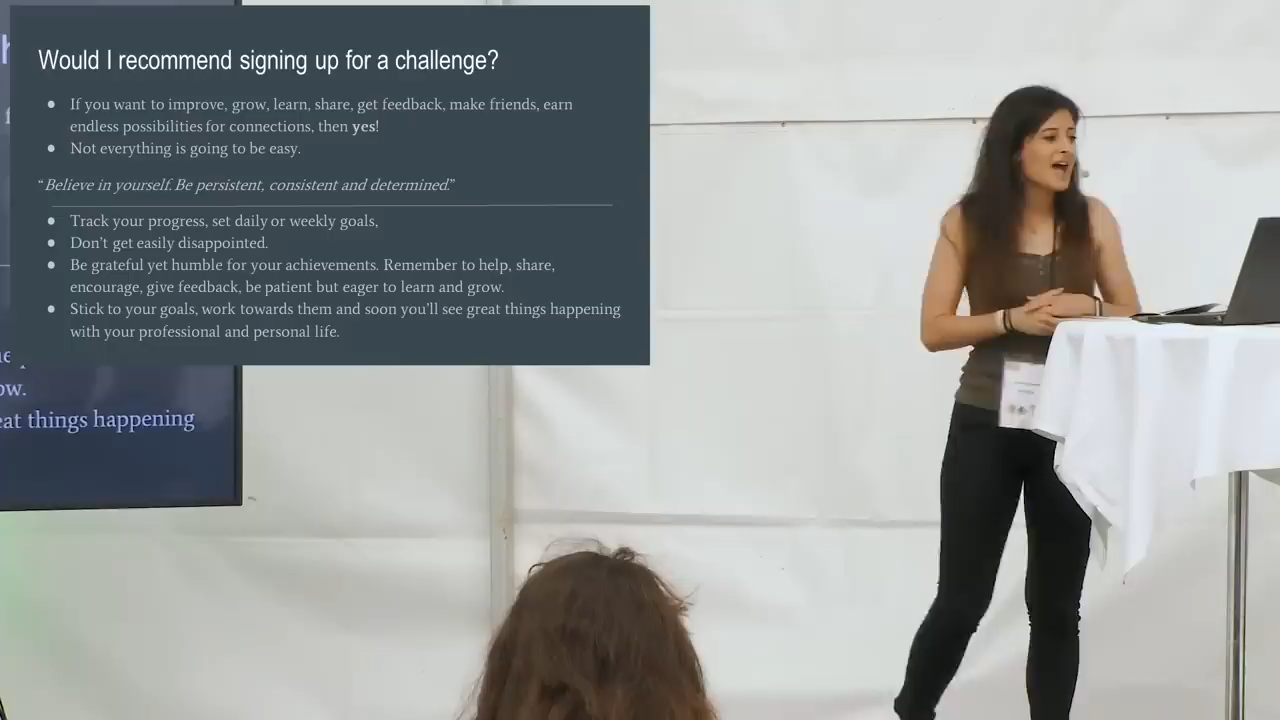 Would I recommend signing up for a challenge?
● If you want to improve, grow, learn, share, get feedback, make friends, earn
endless possibilities for connections, then yes!
● Not everything is going to be easy.
“Believe in yourself. Be persistent, consistent and determined.”
● Track your progress, set daily or weekly goals,
● Don’t get easily disappointed.
● Be grateful yet humble for your achievements. Remember to help, share,
encourage, give feedback, be patient but eager to learn and grow.
● Stick to your goals, work towards them and soon you’ll see great things happening
with your professional and personal life.
ow.
eat things happening